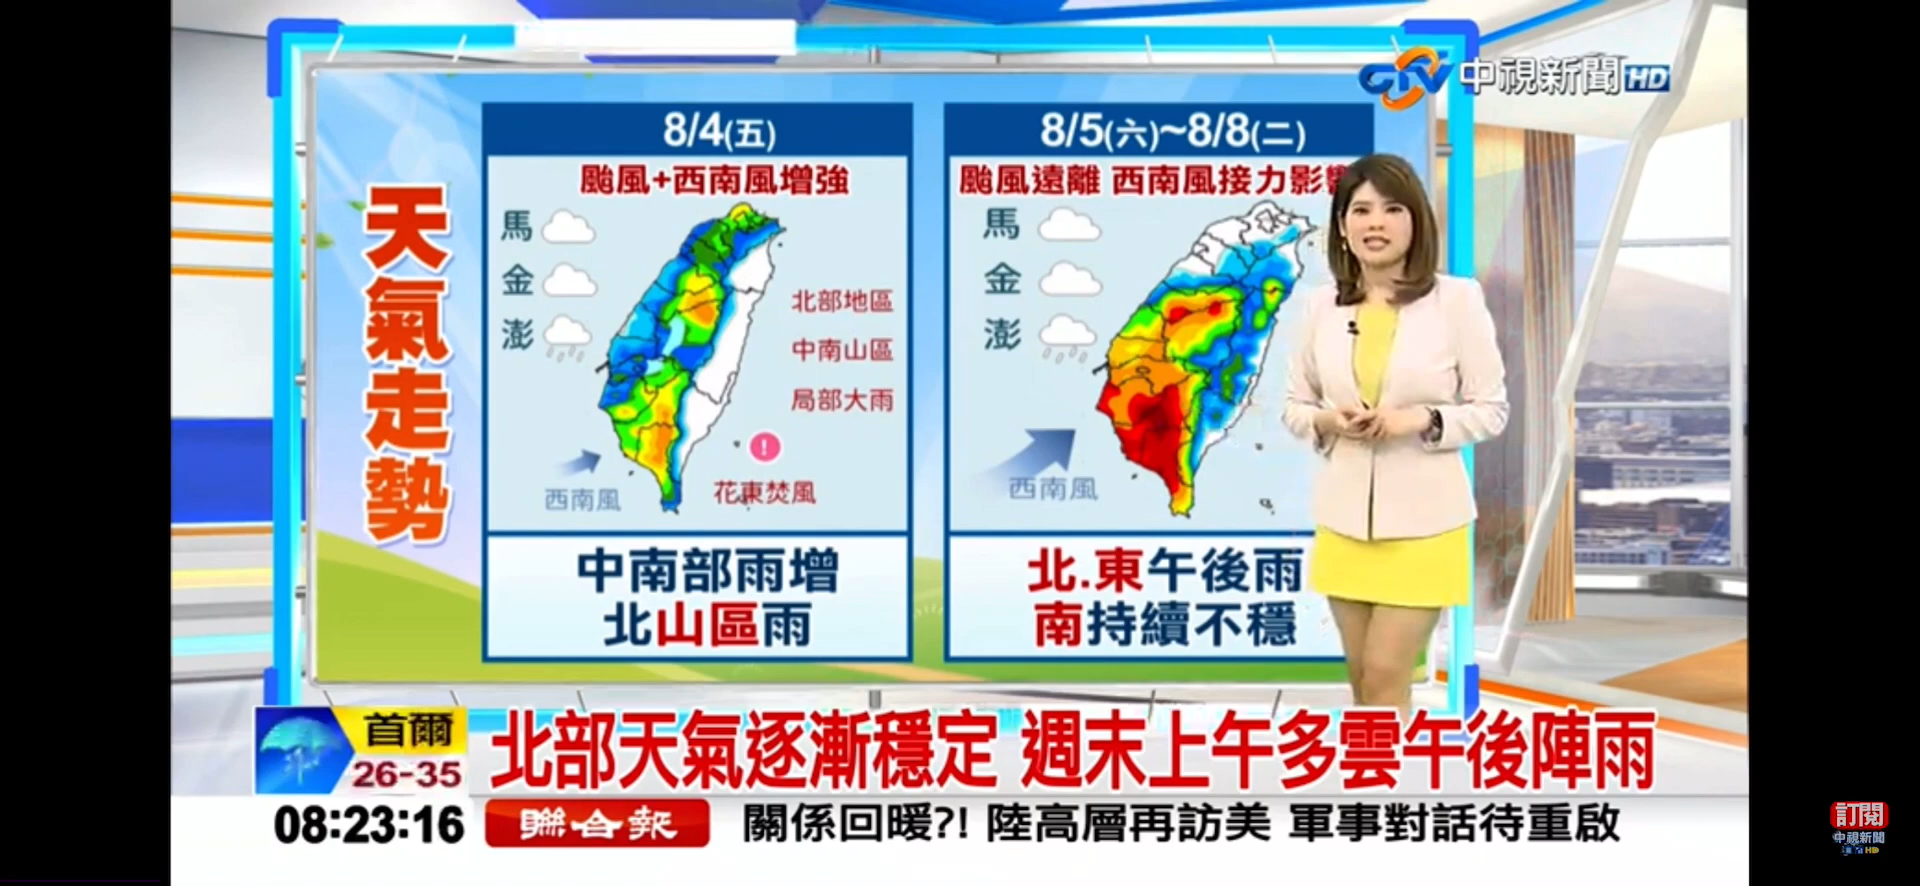 CTV 中視新聞HD
天氣走勢
8/4(五)
颱風+西南風增強
馬
金
澎
北部地區
中南山區
局部大雨
西南風
!
花東焚風
中南部雨增
北山區雨
8/5(六)~8/8(二)
颱風遠離 西南風接力影
馬
金
澎
西南風
北.東午後雨
南持續不穩
首爾
26-35
北部天氣逐漸穩定 週末上午多雲午後陣雨
08:23:16
聯合報
關係回暖?! 陸高層再訪美 軍事對話待重啟
訂閱
中視新聞
HD